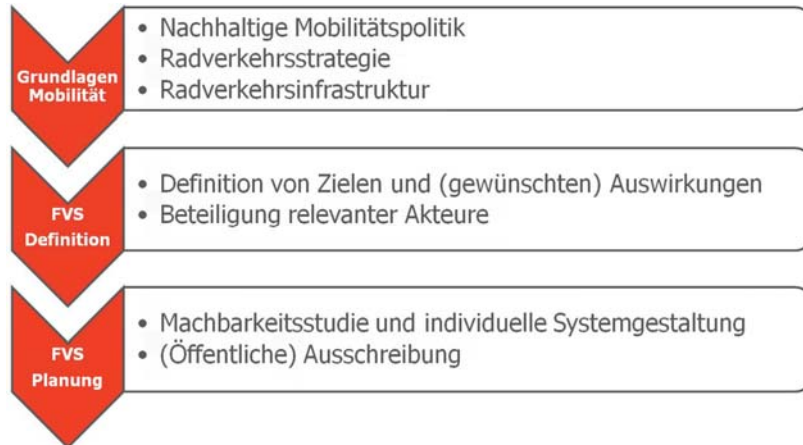 Grundlagen
Mobilität
• Nachhaltige Mobilitätspolitik
• Radverkehrsstrategie
• Radverkehrsinfrastruktur
FVS
Definition
• Definition von Zielen und (gewünschten) Auswirkungen
• Beteiligung relevanter Akteure
FVS
Planung
• Machbarkeitsstudie und individuelle Systemgestaltung
• (Öffentliche) Ausschreibung